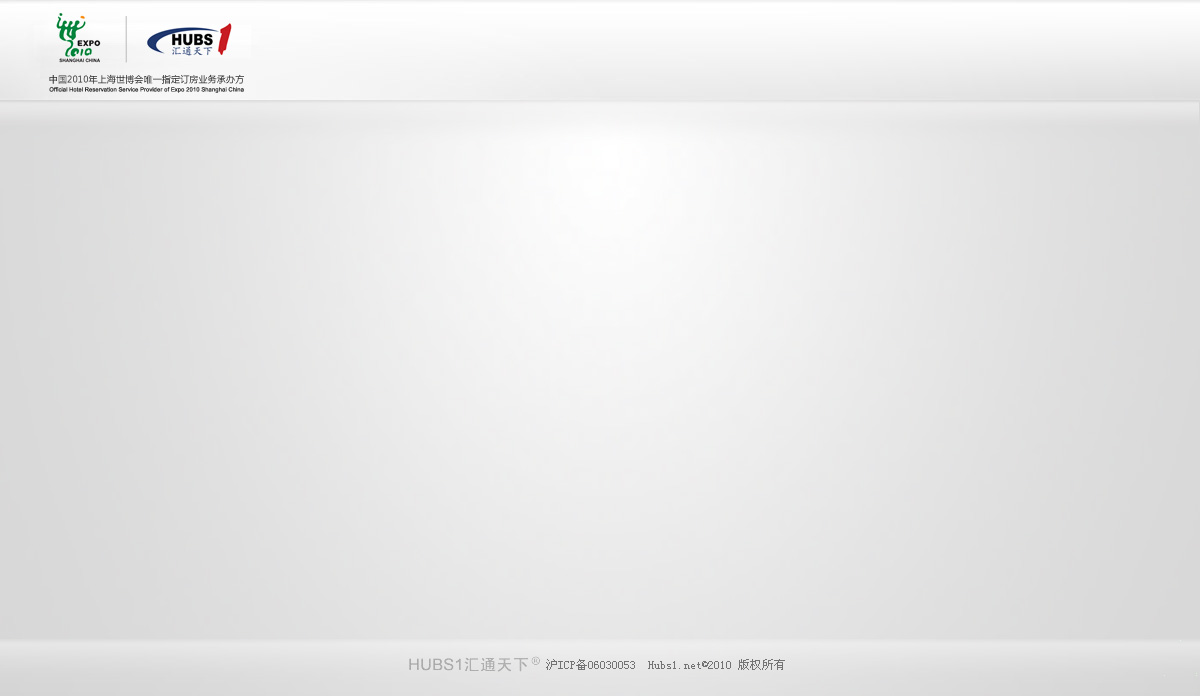 EXPO
2010
SHANGHAI CHINA
HUBS1
汇通天下
中国2010年上海世博会唯一指定订房业务承办方
Official Hotel Reservation Service Provider of Expo 2010 Shanghai China
HUBS1汇通天下® 沪ICP备06030053 Hubs1.net©2010 版权所有